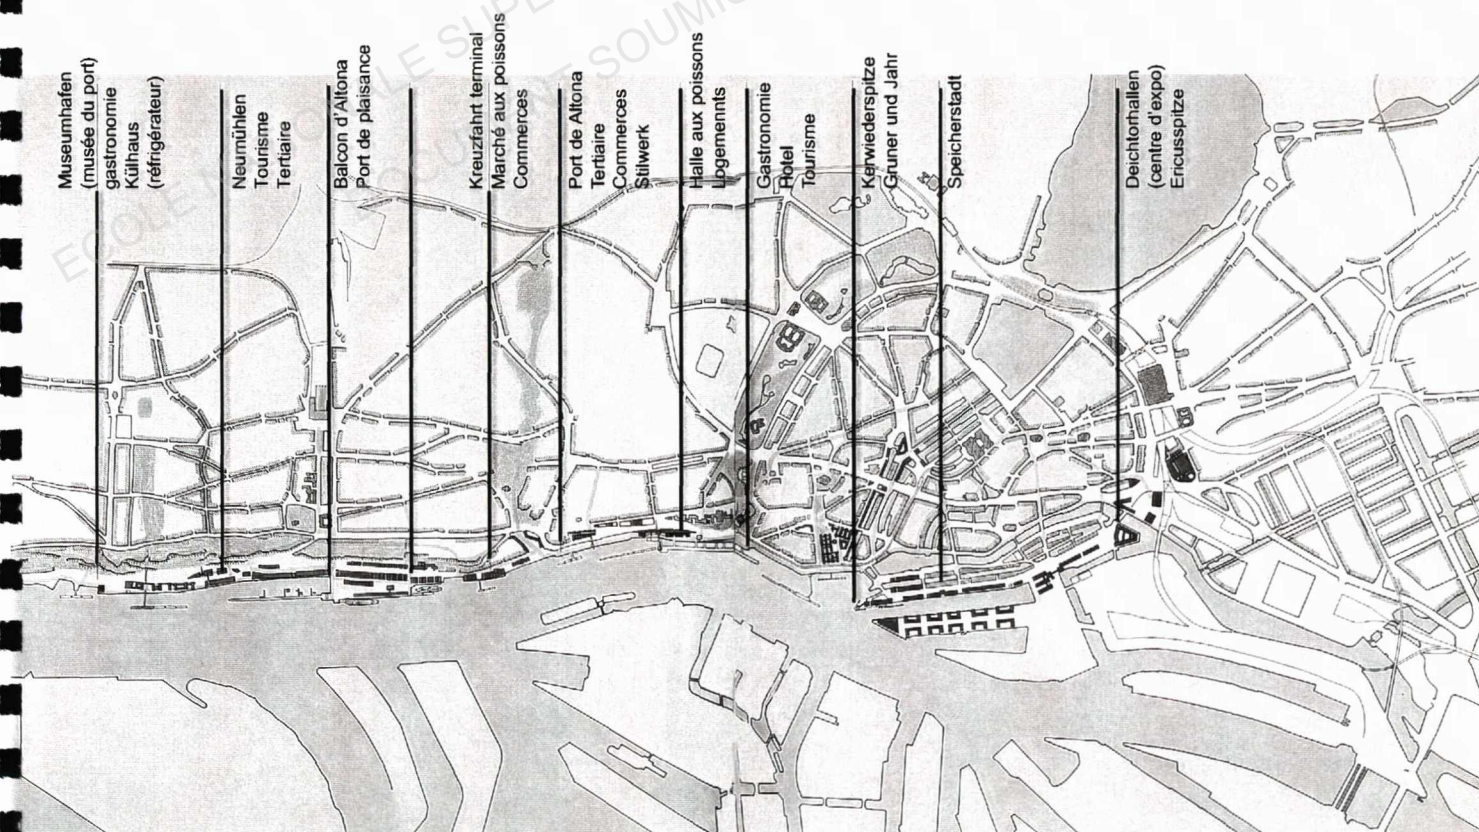 Museumhafen
(musée du port)
gastronomie
Külhaus
(réfrigérateur)
Neumühlen
Tourisme
Tertiaire
Balcon d'Altona
Port de plaisance
Kreuzfahrt terminal
Marché aux poissons
Commerces
Port de Altona
Tertiaire
Commerces
Stilwerk
Halle aux poissons
Logements
Gastronomie
Hotel
Tourisme
Kerwiederspitze
Gruner und Jahr
Speicherstadt
Deichtorhallen
(centre d'expo)
Ericusspitze